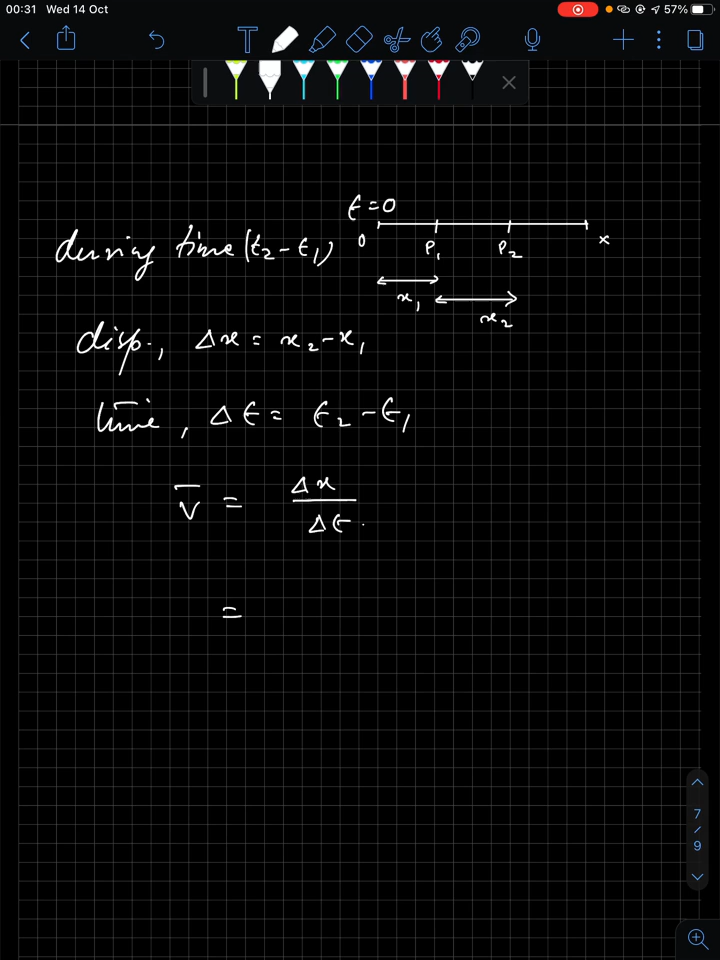 00:31 Wed 14 Oct
57%
T
t=0
during time (t₂-t₁)
0 P₁ P₂ x
x₁
x₂
disp., Δx = x₂-x₁
time, Δt = t₂-t₁
v̅ = Δx
Δt.
=
7
/
9